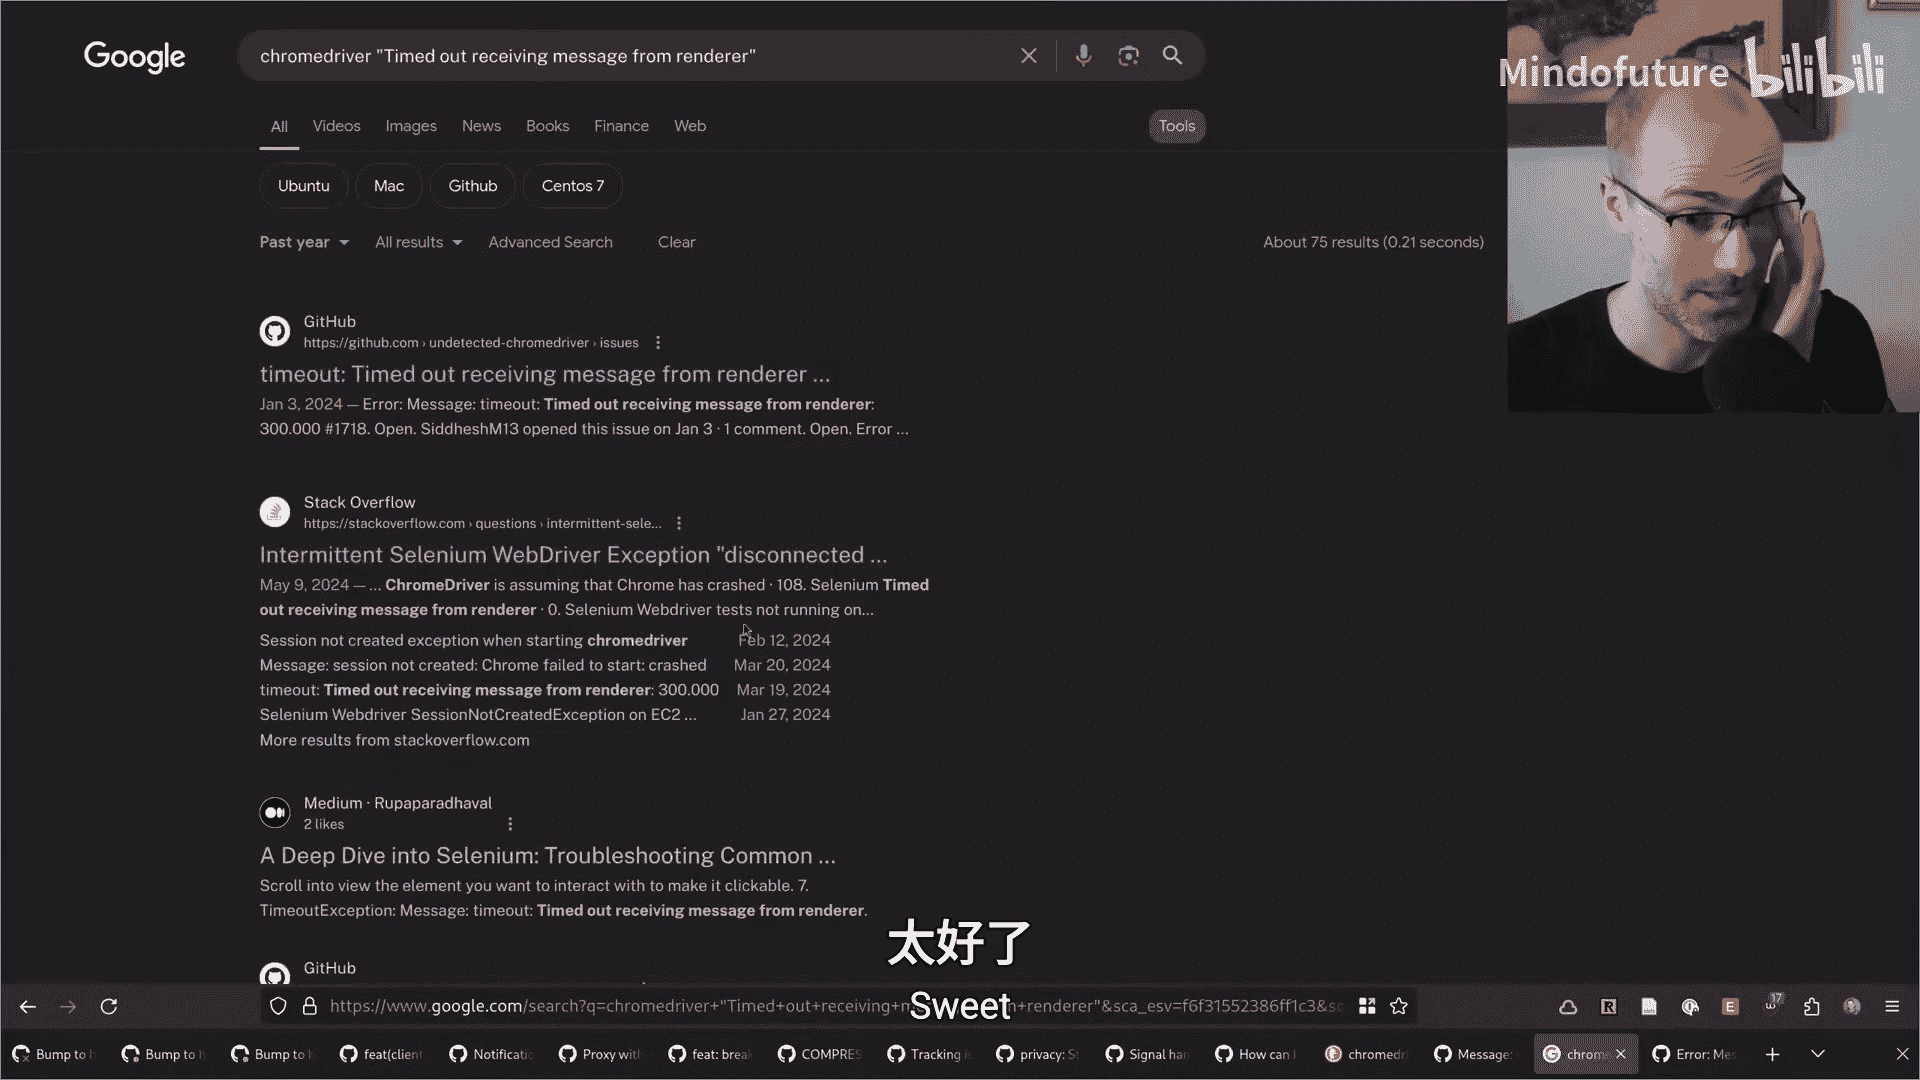 Google
chromedriver "Timed out receiving message from renderer"
Mindofuture bilibili
All Videos Images News Books Finance Web Tools
Ubuntu Mac Github Centos 7
Past year All results Advanced Search Clear About 75 results (0.21 seconds)
GitHub
https://github.com › undetected-chromedriver › issues
timeout: Timed out receiving message from renderer ...
Jan 3, 2024 — Error: Message: timeout: Timed out receiving message from renderer:
300.000 #1718. Open. SiddheshM13 opened this issue on Jan 3 · 1 comment. Open. Error ...
Stack Overflow
https://stackoverflow.com › questions › intermittent-sele...
Intermittent Selenium WebDriver Exception "disconnected ...
May 9, 2024 — ... ChromeDriver is assuming that Chrome has crashed · 108. Selenium Timed
out receiving message from renderer · 0. Selenium Webdriver tests not running on...
Session not created exception when starting chromedriver Feb 12, 2024
Message: session not created: Chrome failed to start: crashed Mar 20, 2024
timeout: Timed out receiving message from renderer: 300.000 Mar 19, 2024
Selenium Webdriver SessionNotCreatedException on EC2 ... Jan 27, 2024
More results from stackoverflow.com
Medium · Rupaparadhaval
2 likes
A Deep Dive into Selenium: Troubleshooting Common ...
Scroll into view the element you want to interact with to make it clickable. 7.
TimeoutException: Message: timeout: Timed out receiving message from renderer.
太好了
GitHub
https://www.google.com/search?q=chromedriver+"Timed+out+receiving+m n+renderer"&sca_esv=f6f31552386ff1c3&sc 17
Sweet
Bump to Bump to Bump to feat(client Notificatio Proxy with feat: brea COMPRES Tracking privacy: S Signal han How can chromedr Message: chrom Error: Mes